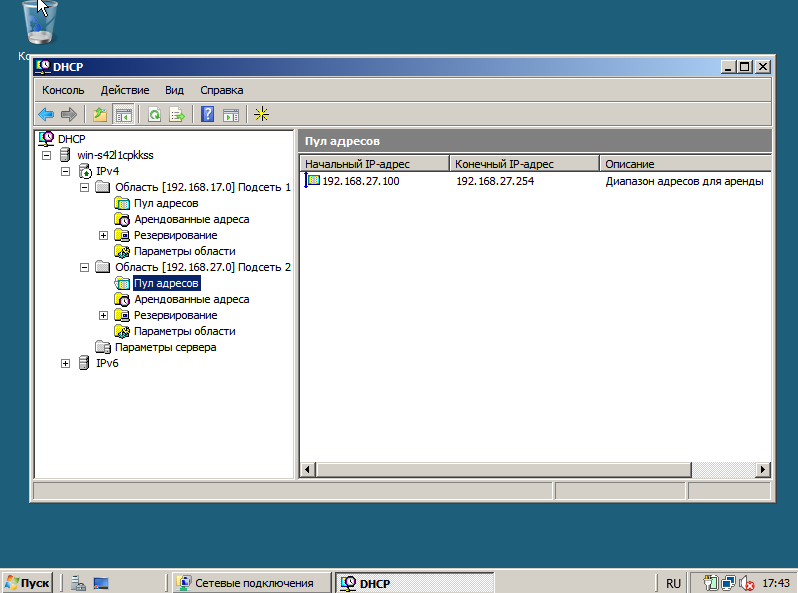 Ко
DHCP
Консоль Действие Вид Справка
DHCP
win-s42l1cpkkss
IPv4
Область [192.168.17.0] Подсеть 1
Пул адресов
Арендованные адреса
Резервирование
Параметры области
Область [192.168.27.0] Подсеть 2
Пул адресов
Арендованные адреса
Резервирование
Параметры области
Параметры сервера
IPv6
Пул адресов
Начальный IP-адрес Конечный IP-адрес Описание
192.168.27.100 192.168.27.254 Диапазон адресов для аренды
Пуск Сетевые подключения DHCP RU 17:43